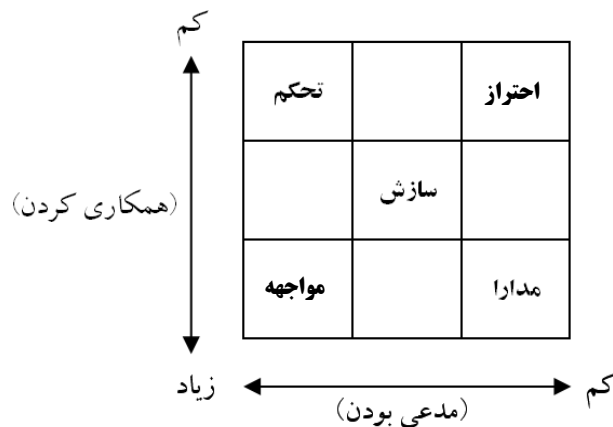 کم
احتراز
تحکم
سازش
(همکاری کردن)
مدارا
مواجهه
کم
زیاد
(مدعی بودن)